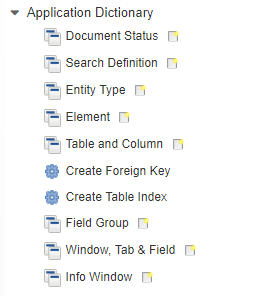 Application Dictionary
Document Status
Search Definition
Entity Type
Element
Table and Column
Create Foreign Key
Create Table Index
Field Group
Window, Tab & Field
Info Window